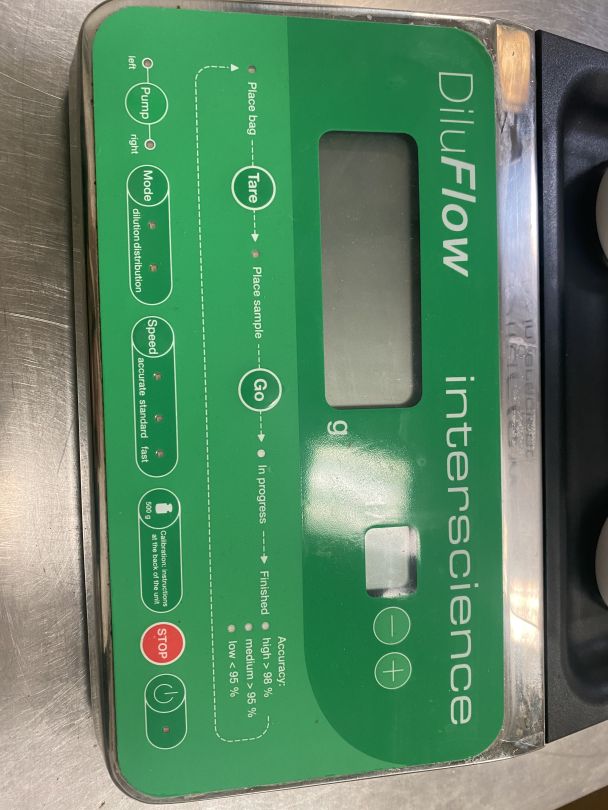 DiluFlow interscience
g
−
+
Place bag
Tare
Place sample
Go
In progress
Finished
Accuracy:
high > 98 %
medium > 95 %
low < 95 %
left
Pump
right
Mode
dilution distribution
Speed
accurate standard fast
500 g
Calibration: instructions
at the back of the unit
STOP